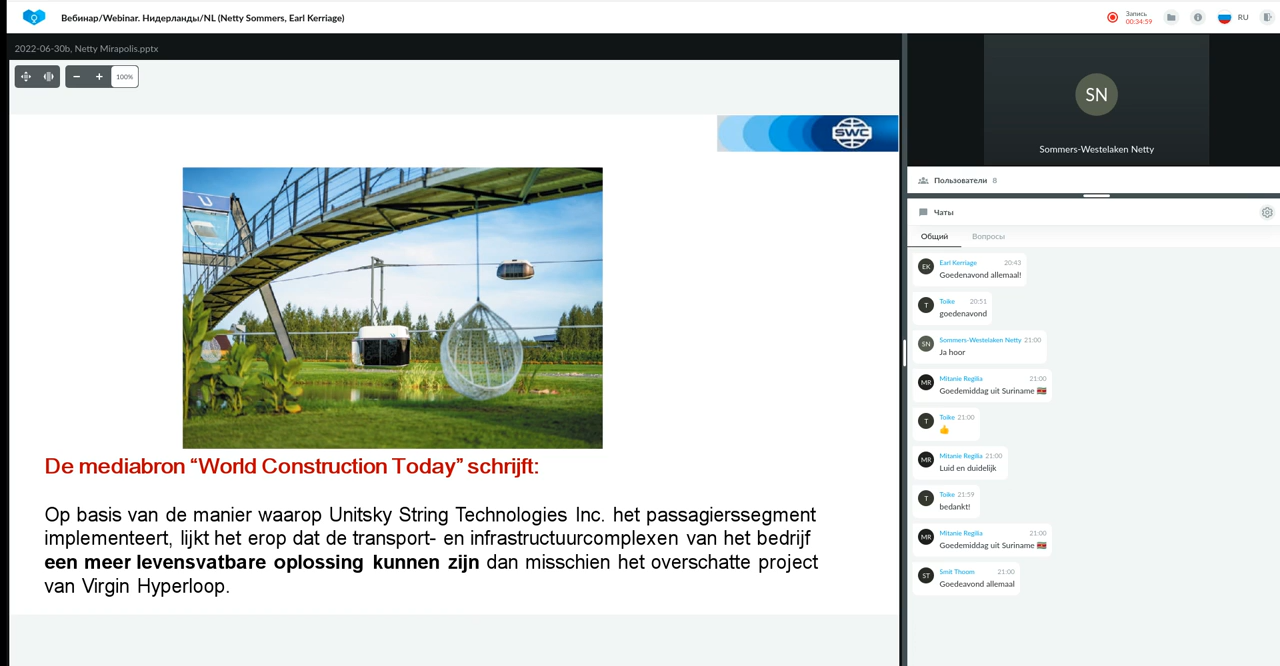 Вебинар/Webinar. Нидерланды/NL (Netty Sommers, Earl Kerriage)
Запись
00:34:59
RU
2022-06-30b, Netty Mirapolis.pptx
100%
SWC
U
De mediabron “World Construction Today” schrijft:
Op basis van de manier waarop Unitsky String Technologies Inc. het passagierssegment
implementeert, lijkt het erop dat de transport- en infrastructuurcomplexen van het bedrijf
een meer levensvatbare oplossing kunnen zijn dan misschien het overschatte project
van Virgin Hyperloop.
SN
Sommers-Westelaken Netty
Пользователи 8
Чаты
Общий Вопросы
EK Earl Kerriage 20:43
Goedenavond allemaal!
T Toike 20:51
goedenavond
SN Sommers-Westelaken Netty 21:00
Ja hoor
MR Mitanie Regilia 21:00
Goedemiddag uit Suriname 🇸🇷
T Toike 21:00
👍
MR Mitanie Regilia 21:00
Luid en duidelijk
T Toike 21:59
bedankt!
MR Mitanie Regilia 21:00
Goedemiddag uit Suriname 🇸🇷
ST Smit Thoom 21:00
Goedeavond allemaal